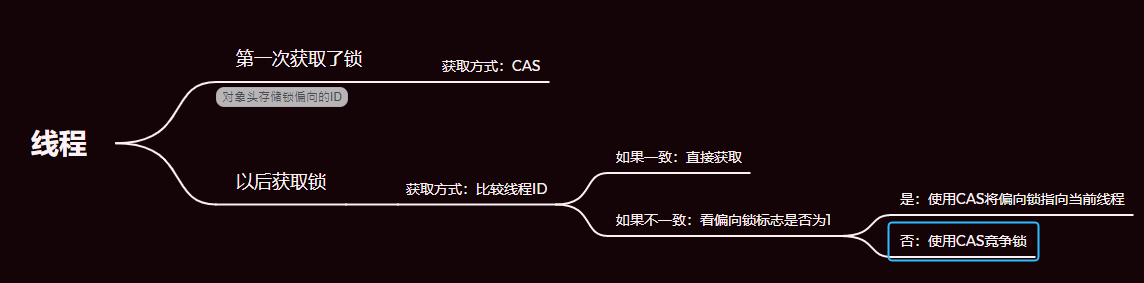 线程
第一次获取了锁
获取方式：CAS
对象头存储锁偏向的ID
以后获取锁
获取方式：比较线程ID
如果一致：直接获取
如果不一致：看偏向锁标志是否为1
是：使用CAS将偏向锁指向当前线程
否：使用CAS竞争锁